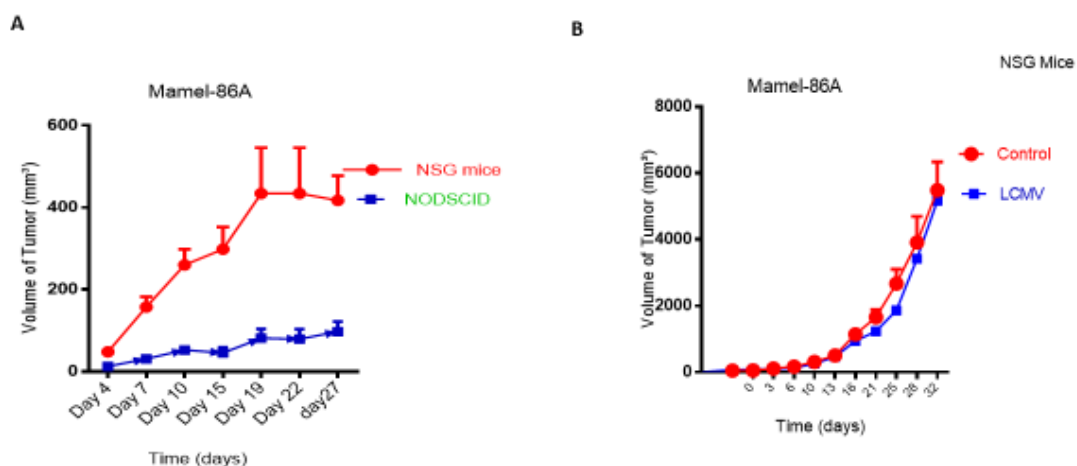 A
Mamel-86A
Volume of Tumor (mm³)
600
400
200
0
Day 4
Day 7
Day 10
Day 15
Day 19
Day 22
day27
Time (days)
NSG mice
NODSCID
B
NSG Mice
Mamel-86A
Volume of Tumor (mm³)
8000
6000
4000
2000
0
0
3
6
10
13
16
21
25
28
32
Time (days)
Control
LCMV